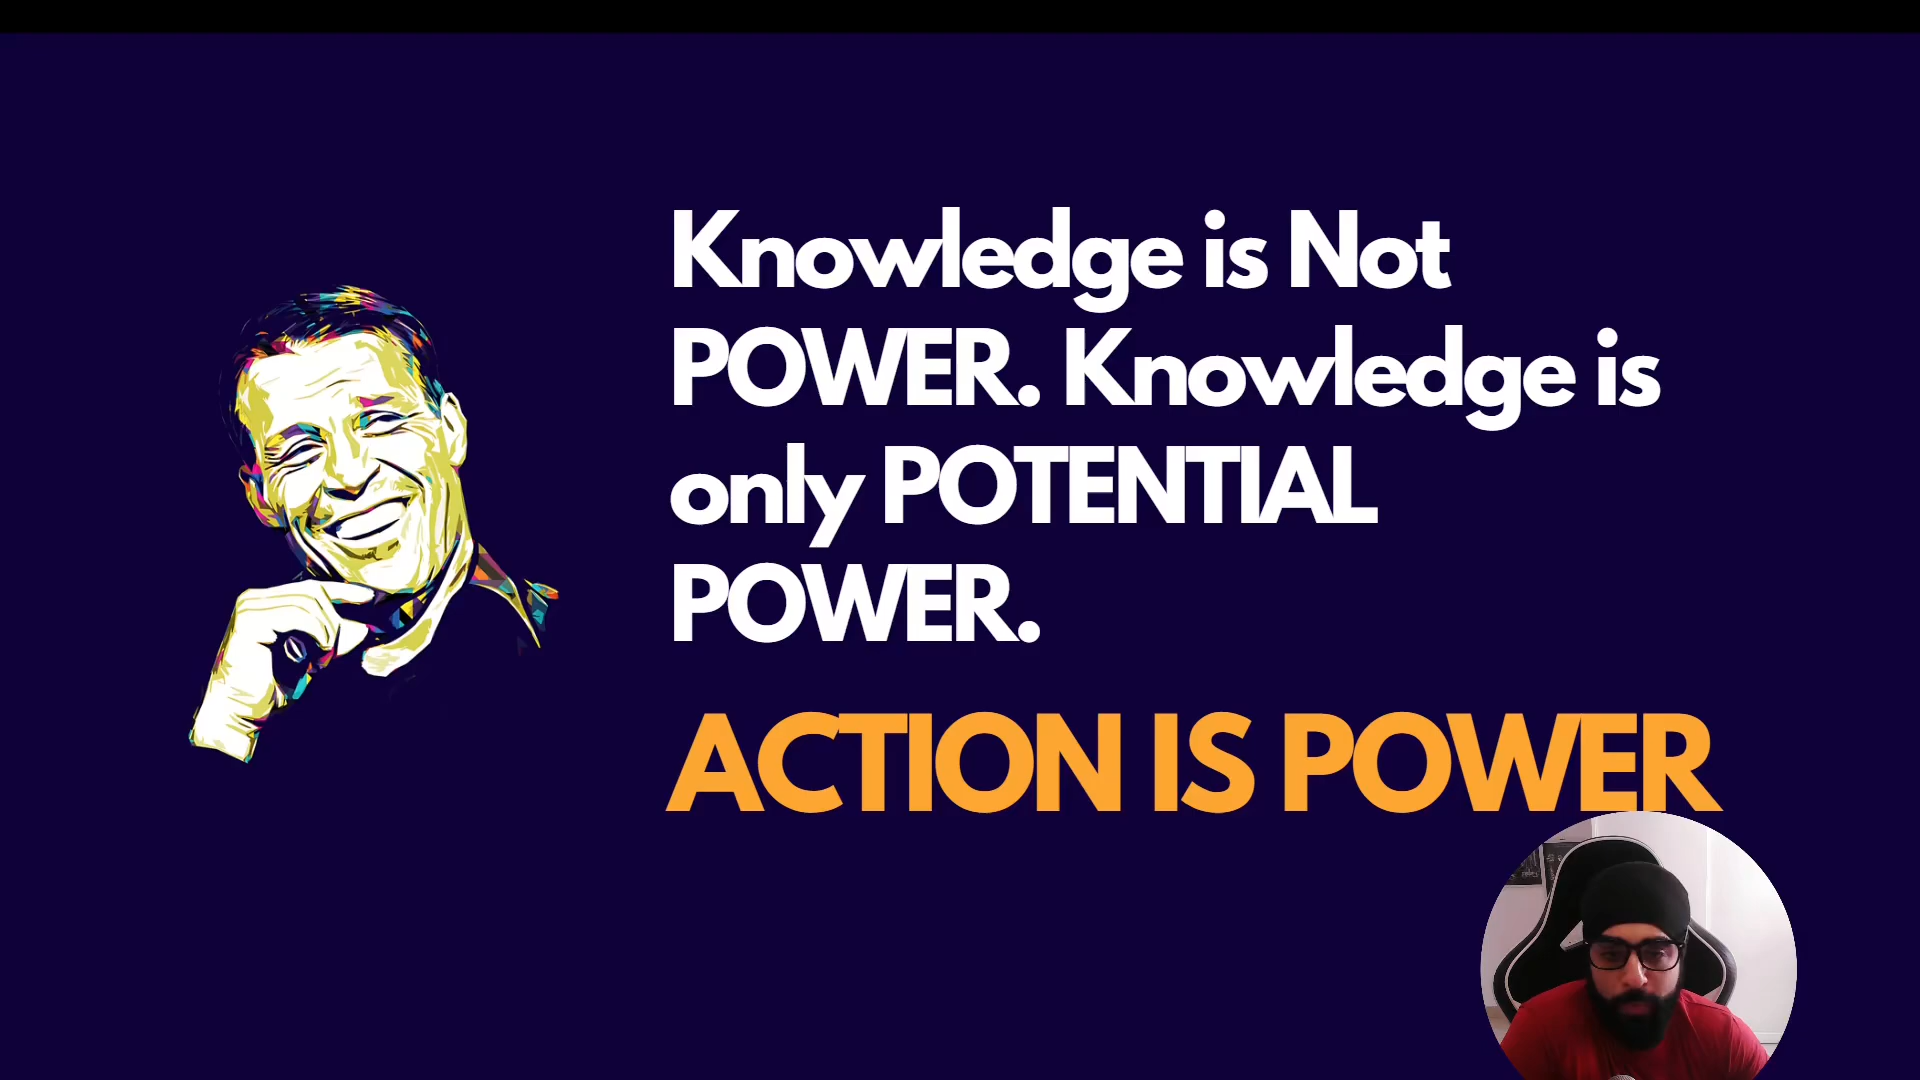 Knowledge is Not
POWER. Knowledge is
only POTENTIAL
POWER.
ACTION IS POWER